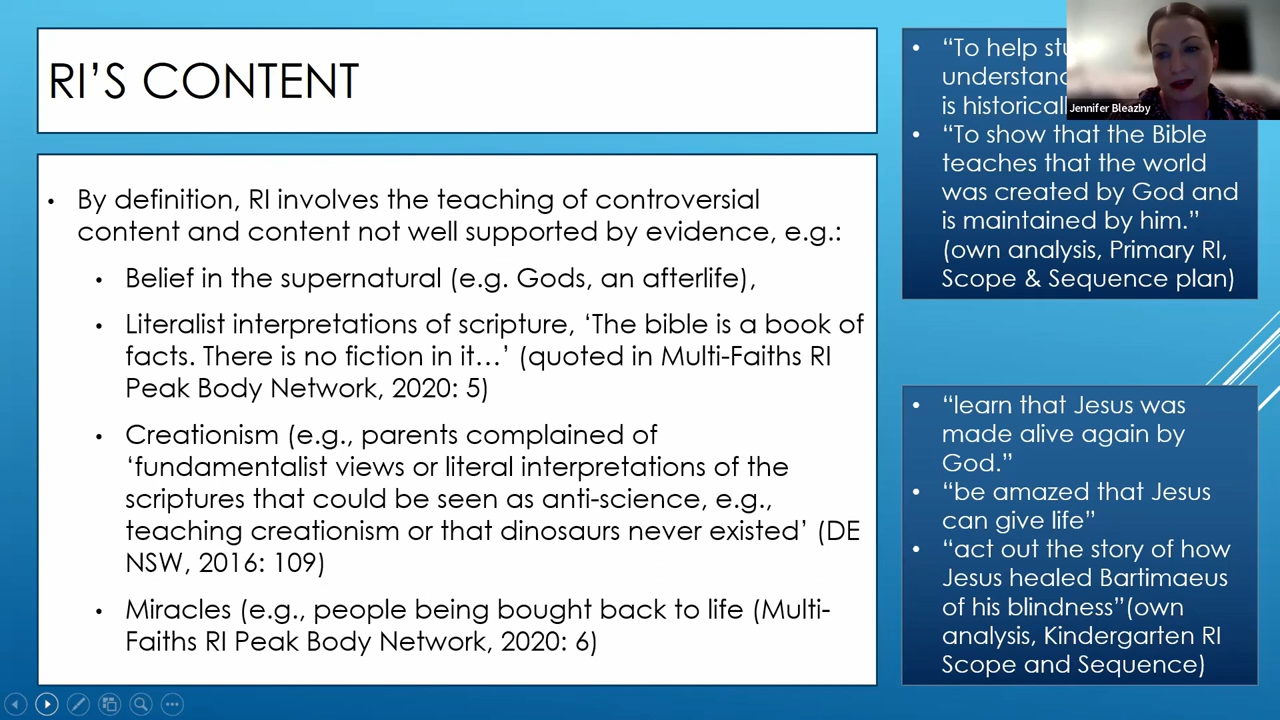 RI’S CONTENT
• By definition, RI involves the teaching of controversial
content and content not well supported by evidence, e.g.:
• Belief in the supernatural (e.g. Gods, an afterlife),
• Literalist interpretations of scripture, ‘The bible is a book of
facts. There is no fiction in it…’ (quoted in Multi-Faiths RI
Peak Body Network, 2020: 5)
• Creationism (e.g., parents complained of
‘fundamentalist views or literal interpretations of the
scriptures that could be seen as anti-science, e.g.,
teaching creationism or that dinosaurs never existed’ (DE
NSW, 2016: 109)
• Miracles (e.g., people being bought back to life (Multi-
Faiths RI Peak Body Network, 2020: 6)
• “To help
is
• “To show that the Bible
teaches that the world
was created by God and
is maintained by him.”
(own analysis, Primary RI,
Scope & Sequence plan)
Jennifer Bleazby
• “learn that Jesus was
made alive again by
God.”
• “be amazed that Jesus
can give life”
• “act out the story of how
Jesus healed Bartimaeus
of his blindness”(own
analysis, Kindergarten RI
Scope and Sequence)